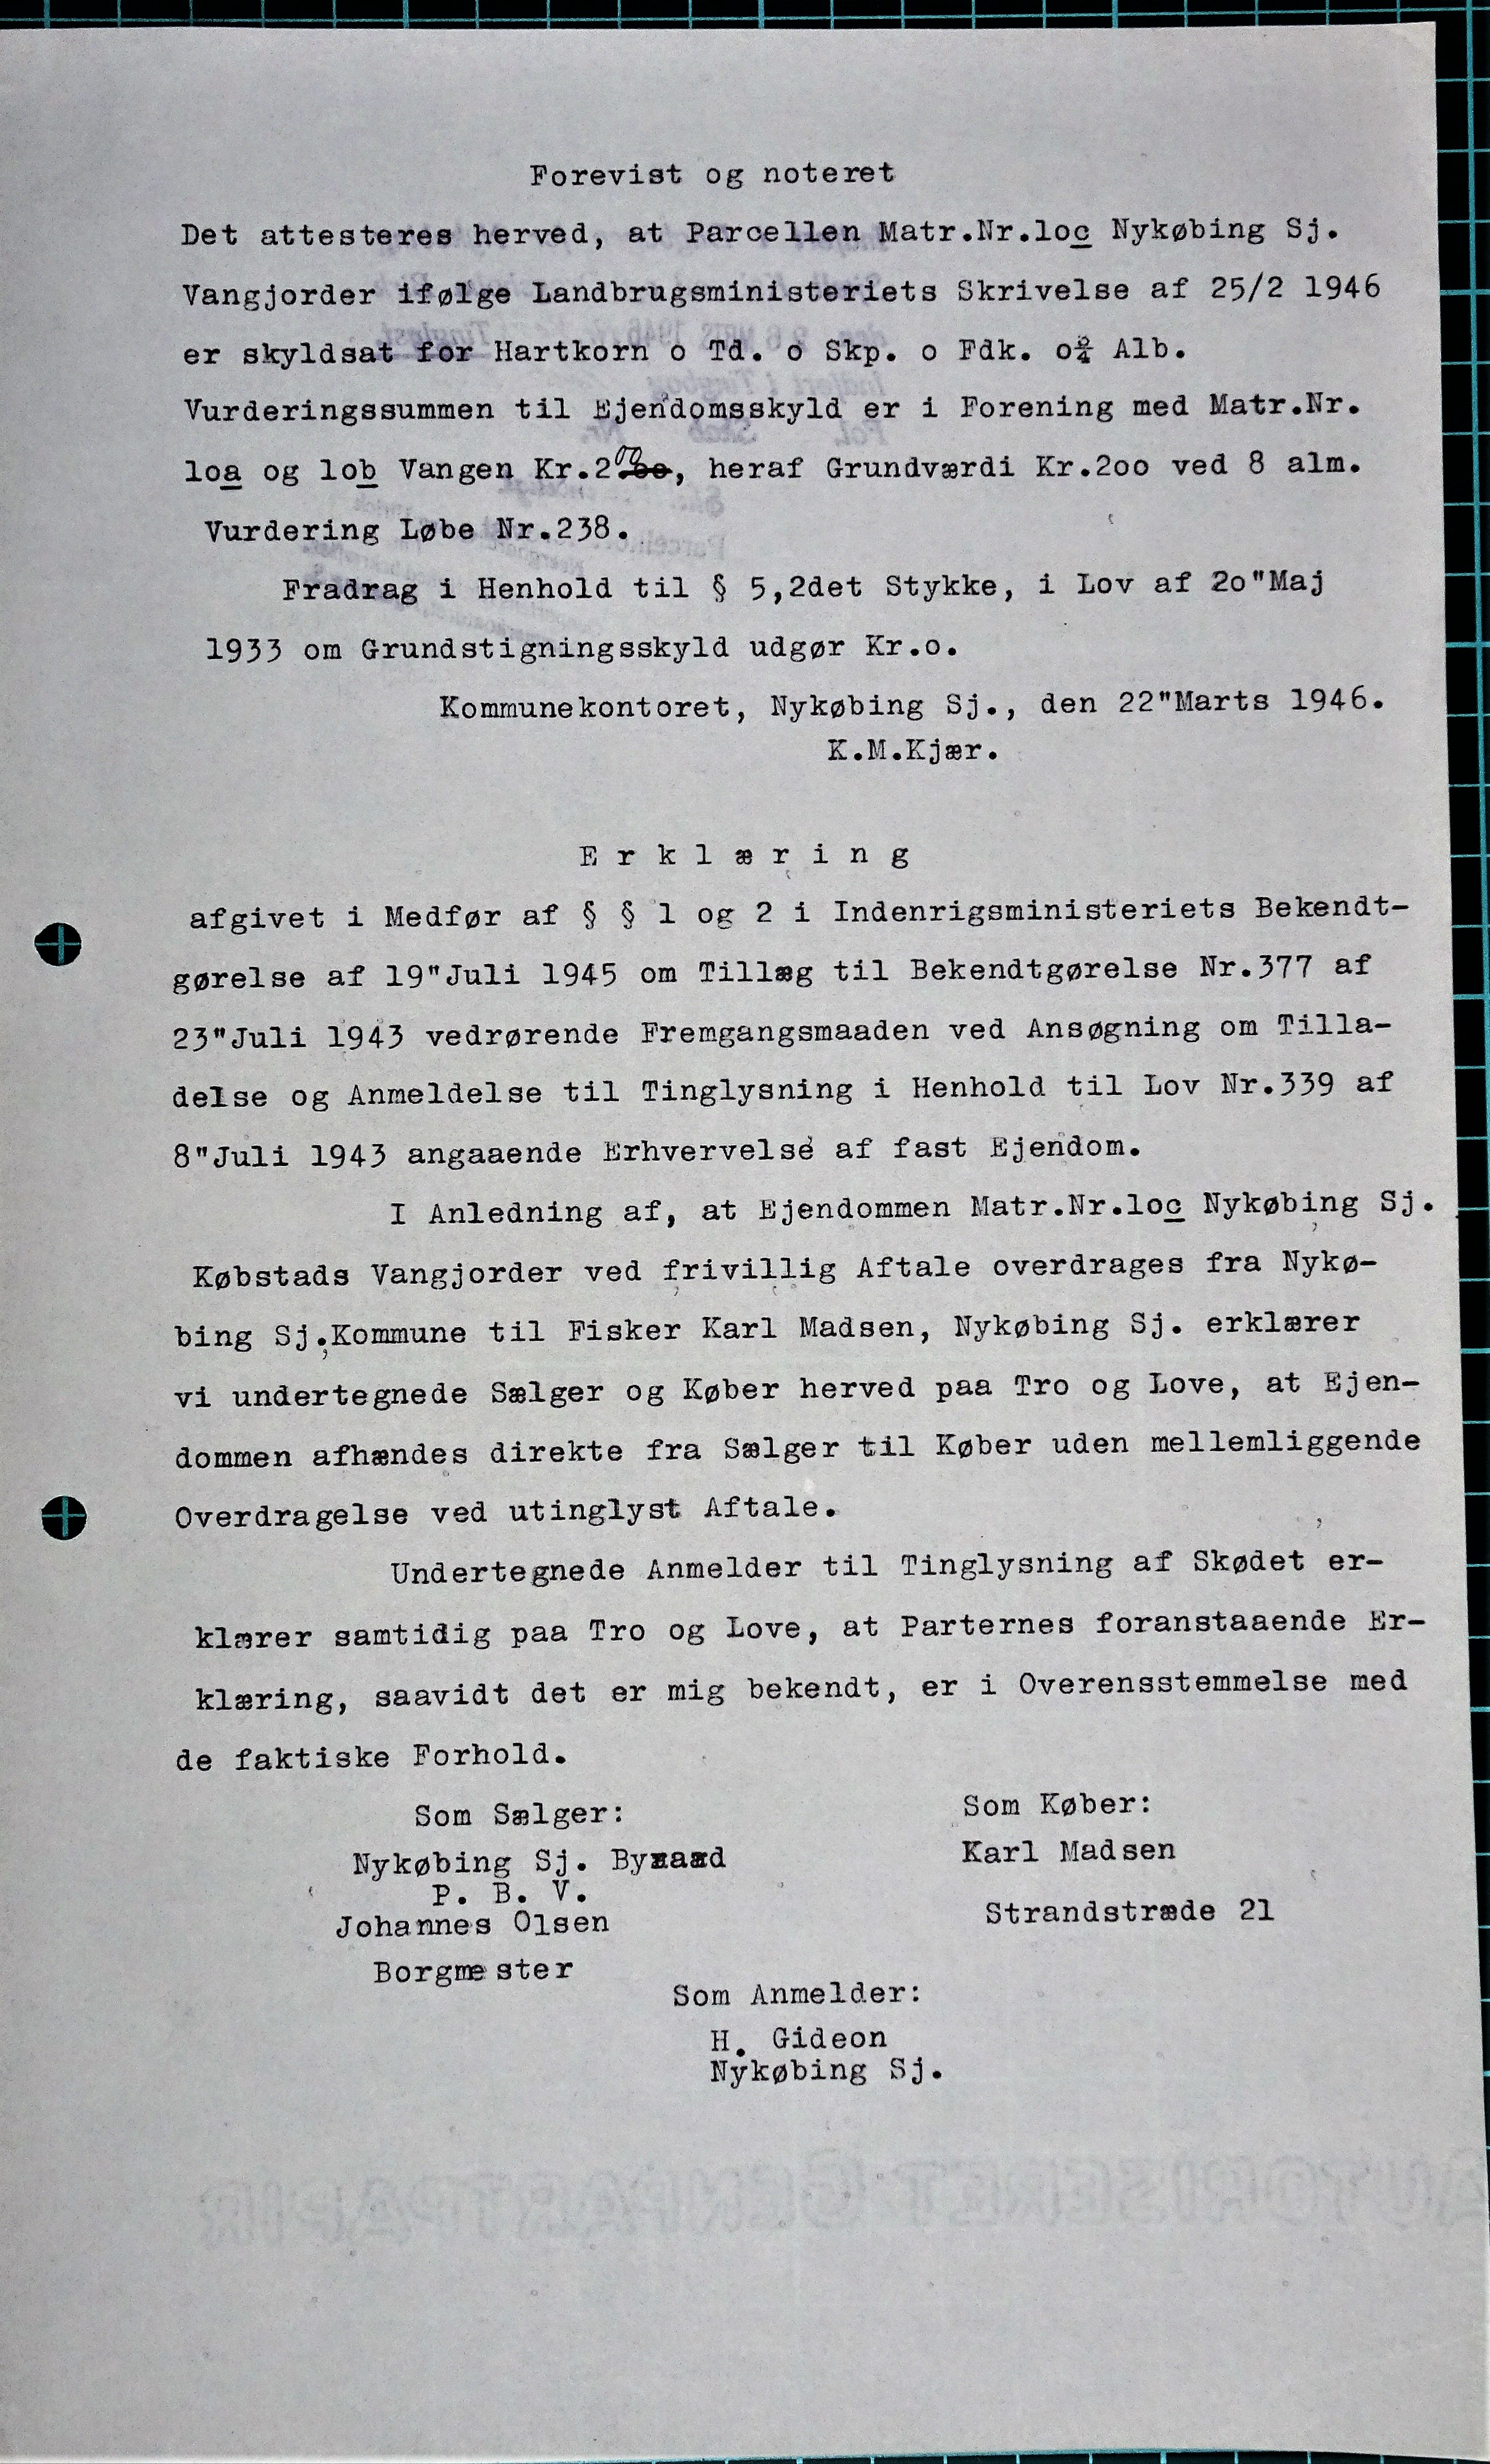 Forevist og noteret
Det attesteres herved, at Parcellen Matr.Nr.loc Nykøbing Sj.
Vangjorder ifølge Landbrugsministeriets Skrivelse af 25/2 1946
er skyldsat for Hartkorn o Td. o Skp. o Fdk. o¾ Alb.
Vurderingssummen til Ejendomsskyld er i Forening med Matr.Nr.
loa og lob Vangen Kr.200, heraf Grundværdi Kr.2oo ved 8 alm.
Vurdering Løbe Nr.238.
Fradrag i Henhold til § 5,2det Stykke, i Lov af 2o"Maj
1933 om Grundstigningsskyld udgør Kr.o.
Kommunekontoret, Nykøbing Sj., den 22"Marts 1946.
K.M.Kjær.
E r k l æ r i n g
afgivet i Medfør af § § 1 og 2 i Indenrigsministeriets Bekendt-
gørelse af 19"Juli 1945 om Tillæg til Bekendtgørelse Nr.377 af
23"Juli 1943 vedrørende Fremgangsmaaden ved Ansøgning om Tilla-
delse og Anmeldelse til Tinglysning i Henhold til Lov Nr.339 af
8"Juli 1943 angaaende Erhvervelse af fast Ejendom.
I Anledning af, at Ejendommen Matr.Nr.loc Nykøbing Sj.
Købstads Vangjorder ved frivillig Aftale overdrages fra Nykø-
bing Sj.Kommune til Fisker Karl Madsen, Nykøbing Sj. erklærer
vi undertegnede Sælger og Køber herved paa Tro og Love, at Ejen-
dommen afhændes direkte fra Sælger til Køber uden mellemliggende
Overdragelse ved utinglyst Aftale.
Undertegnede Anmelder til Tinglysning af Skødet er-
klærer samtidig paa Tro og Love, at Parternes foranstaaende Er-
klæring, saavidt det er mig bekendt, er i Overensstemmelse med
de faktiske Forhold.
Som Sælger:
Som Køber:
Nykøbing Sj. Byraad
Karl Madsen
P. B. V.
Johannes Olsen
Strandstræde 21
Borgmester
Som Anmelder:
H. Gideon
Nykøbing Sj.